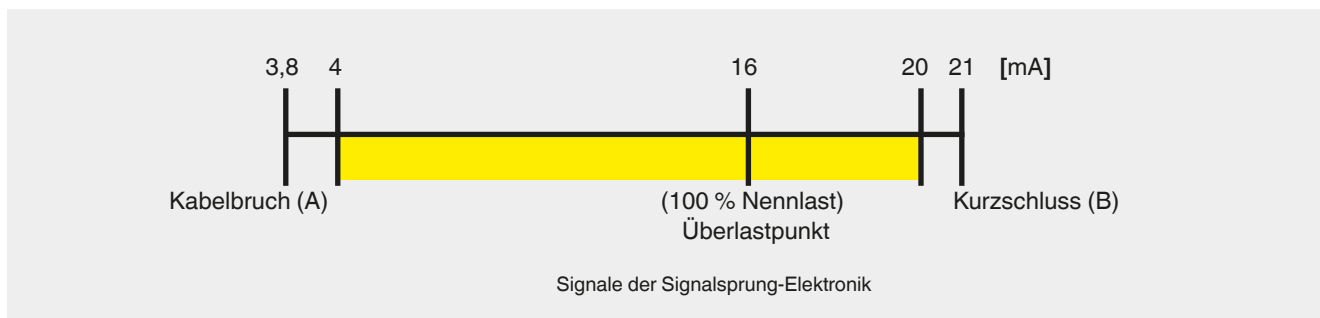 3,8 4 16 20 21 [mA]
Kabelbruch (A) (100 % Nennlast) Kurzschluss (B)
Überlastpunkt
Signale der Signalsprung-Elektronik